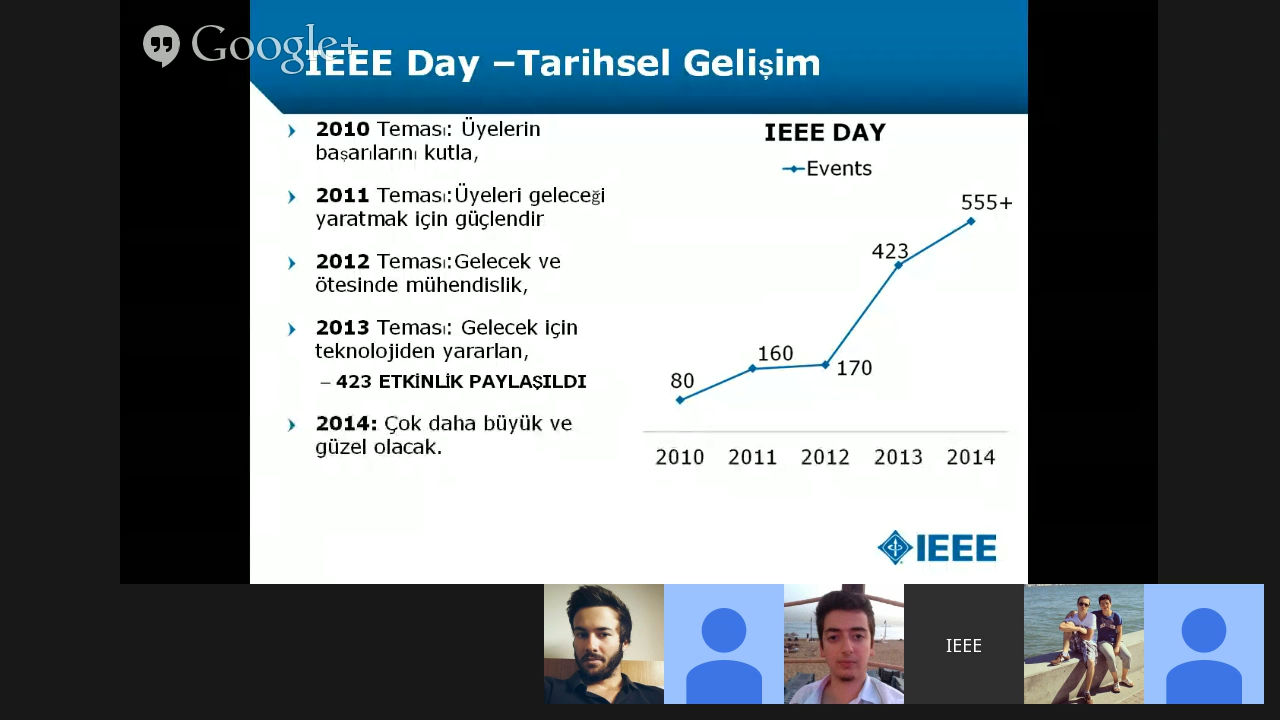 Google+
IEEE Day –Tarihsel Gelişim
2010 Teması: Üyelerin
başarılarını kutla,
2011 Teması:Üyeleri geleceği
yaratmak için güçlendir
2012 Teması:Gelecek ve
ötesinde mühendislik,
2013 Teması: Gelecek için
teknolojiden yararlan,
– 423 ETKİNLİK PAYLAŞILDI
2014: Çok daha büyük ve
güzel olacak.
IEEE DAY
Events
555+
423
160
170
80
2010 2011 2012 2013 2014
IEEE
IEEE